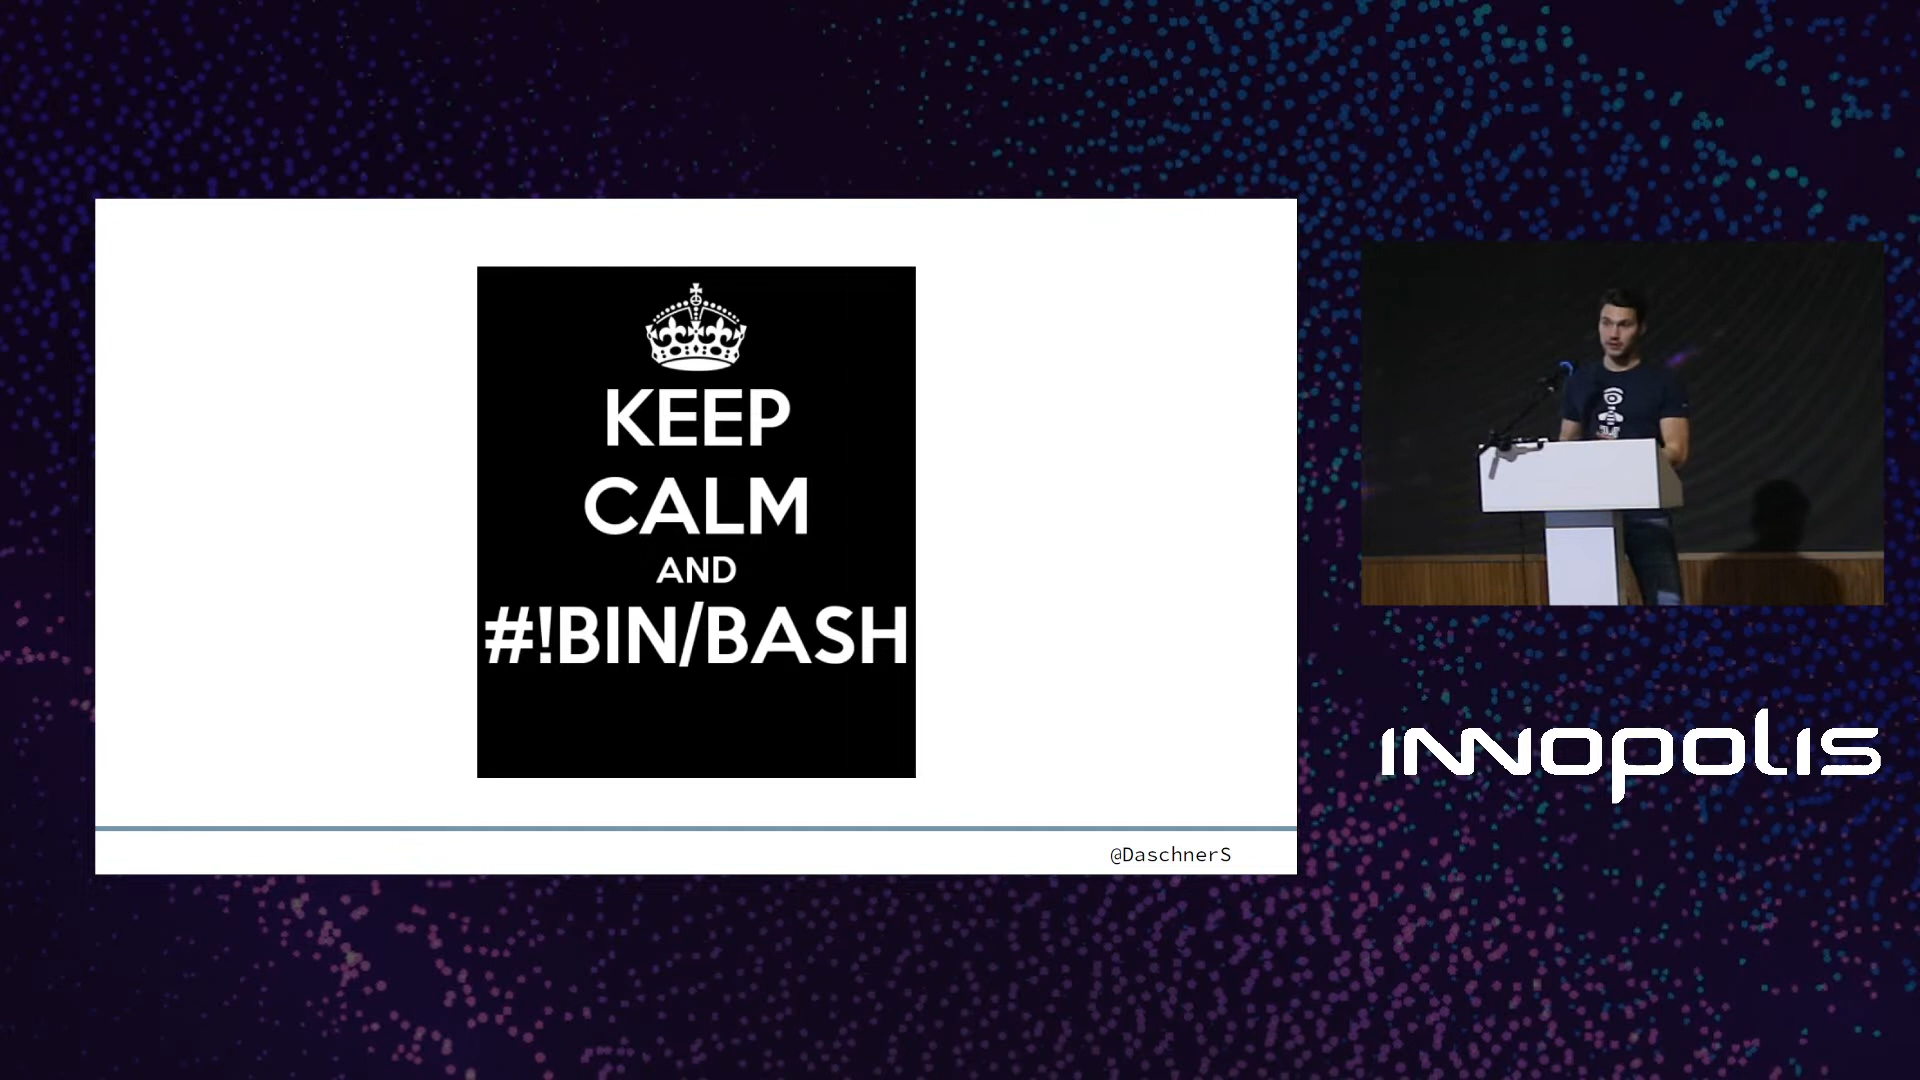 KEEP
CALM
AND
#!BIN/BASH
@DaschnerS
INNOPOLIS